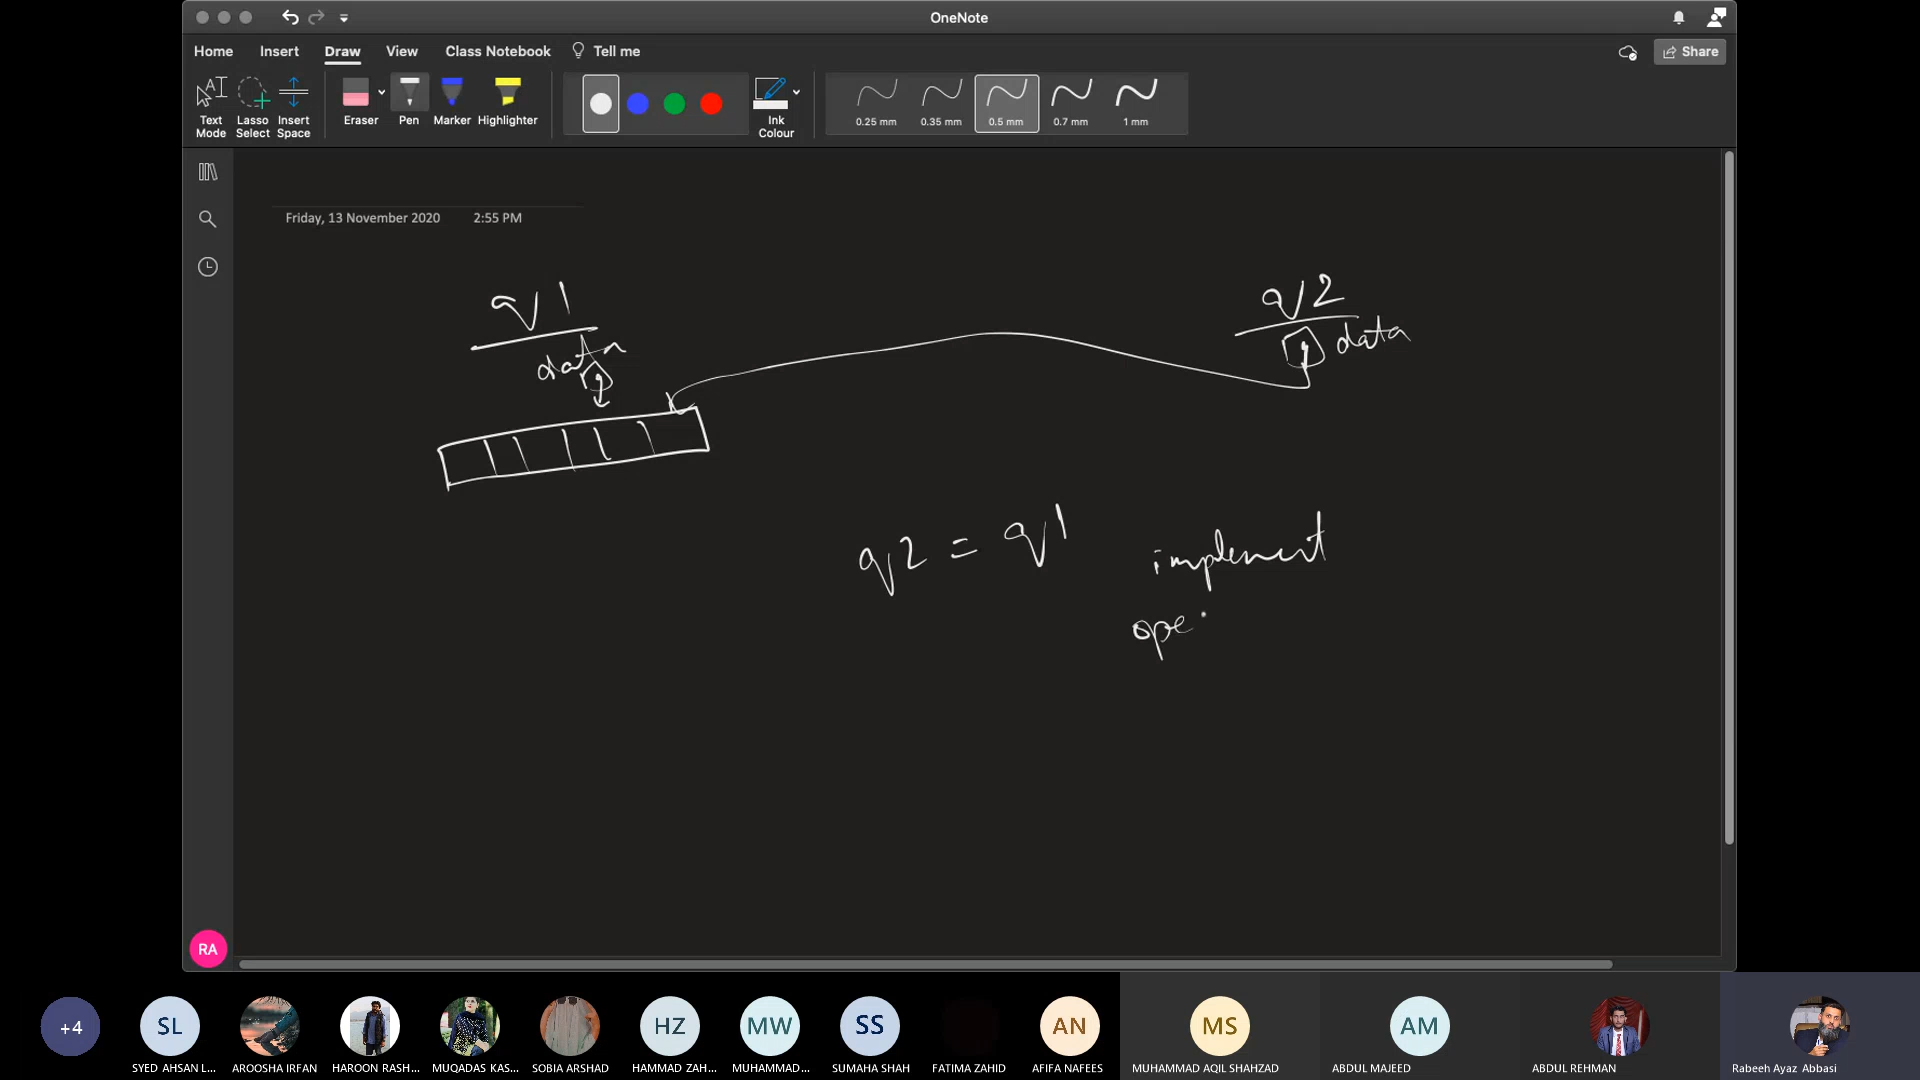 OneNote
Home Insert Draw View Class Notebook Tell me
Share
Text Mode
Lasso Select
Insert Space
Eraser
Pen
Marker
Highlighter
Ink Colour
0.25 mm
0.35 mm
0.5 mm
0.7 mm
1 mm
Friday, 13 November 2020 2:55 PM
q1
data
q2
data
q2 = q1 implement
ope
RA
+4
SL
HZ
MW
SS
AN
MS
AM
SYED AHSAN L...
AROOSHA IRFAN
HAROON RASH...
MUQADAS KAS...
SOBIA ARSHAD
HAMMAD ZAH...
MUHAMMAD...
SUMAHA SHAH
FATIMA ZAHID
AFIFA NAFEES
MUHAMMAD AQIL SHAHZAD
ABDUL MAJEED
ABDUL REHMAN
Rabeeh Ayaz Abbasi